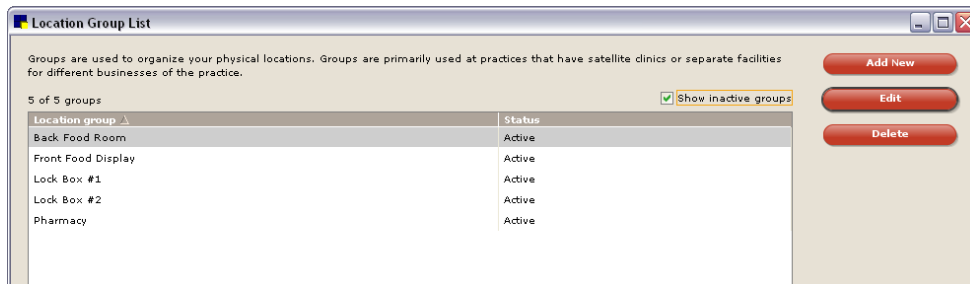 Location Group List
Groups are used to organize your physical locations. Groups are primarily used at practices that have satellite clinics or separate facilities
for different businesses of the practice.
Add New
5 of 5 groups
Show inactive groups
Edit
Location group Status
Delete
Back Food Room Active
Front Food Display Active
Lock Box #1 Active
Lock Box #2 Active
Pharmacy Active